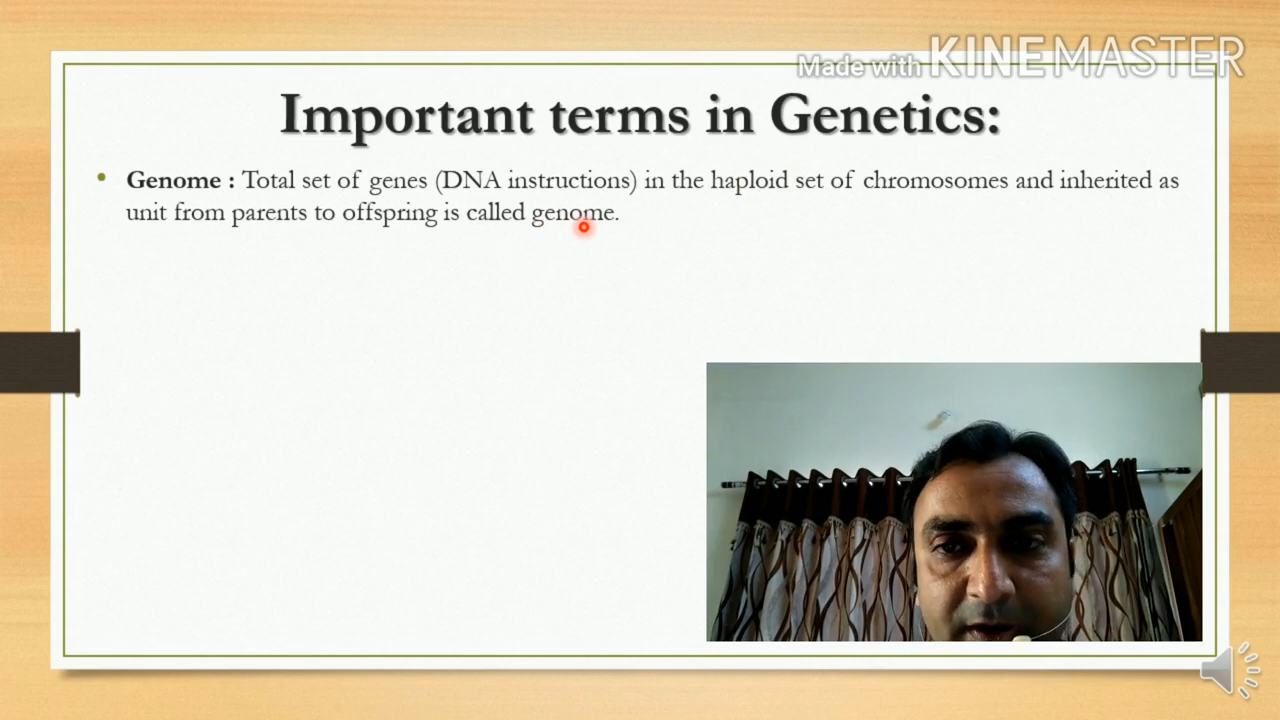 Made with KINEMASTER
Important terms in Genetics:
• Genome : Total set of genes (DNA instructions) in the haploid set of chromosomes and inherited as
unit from parents to offspring is called genome.